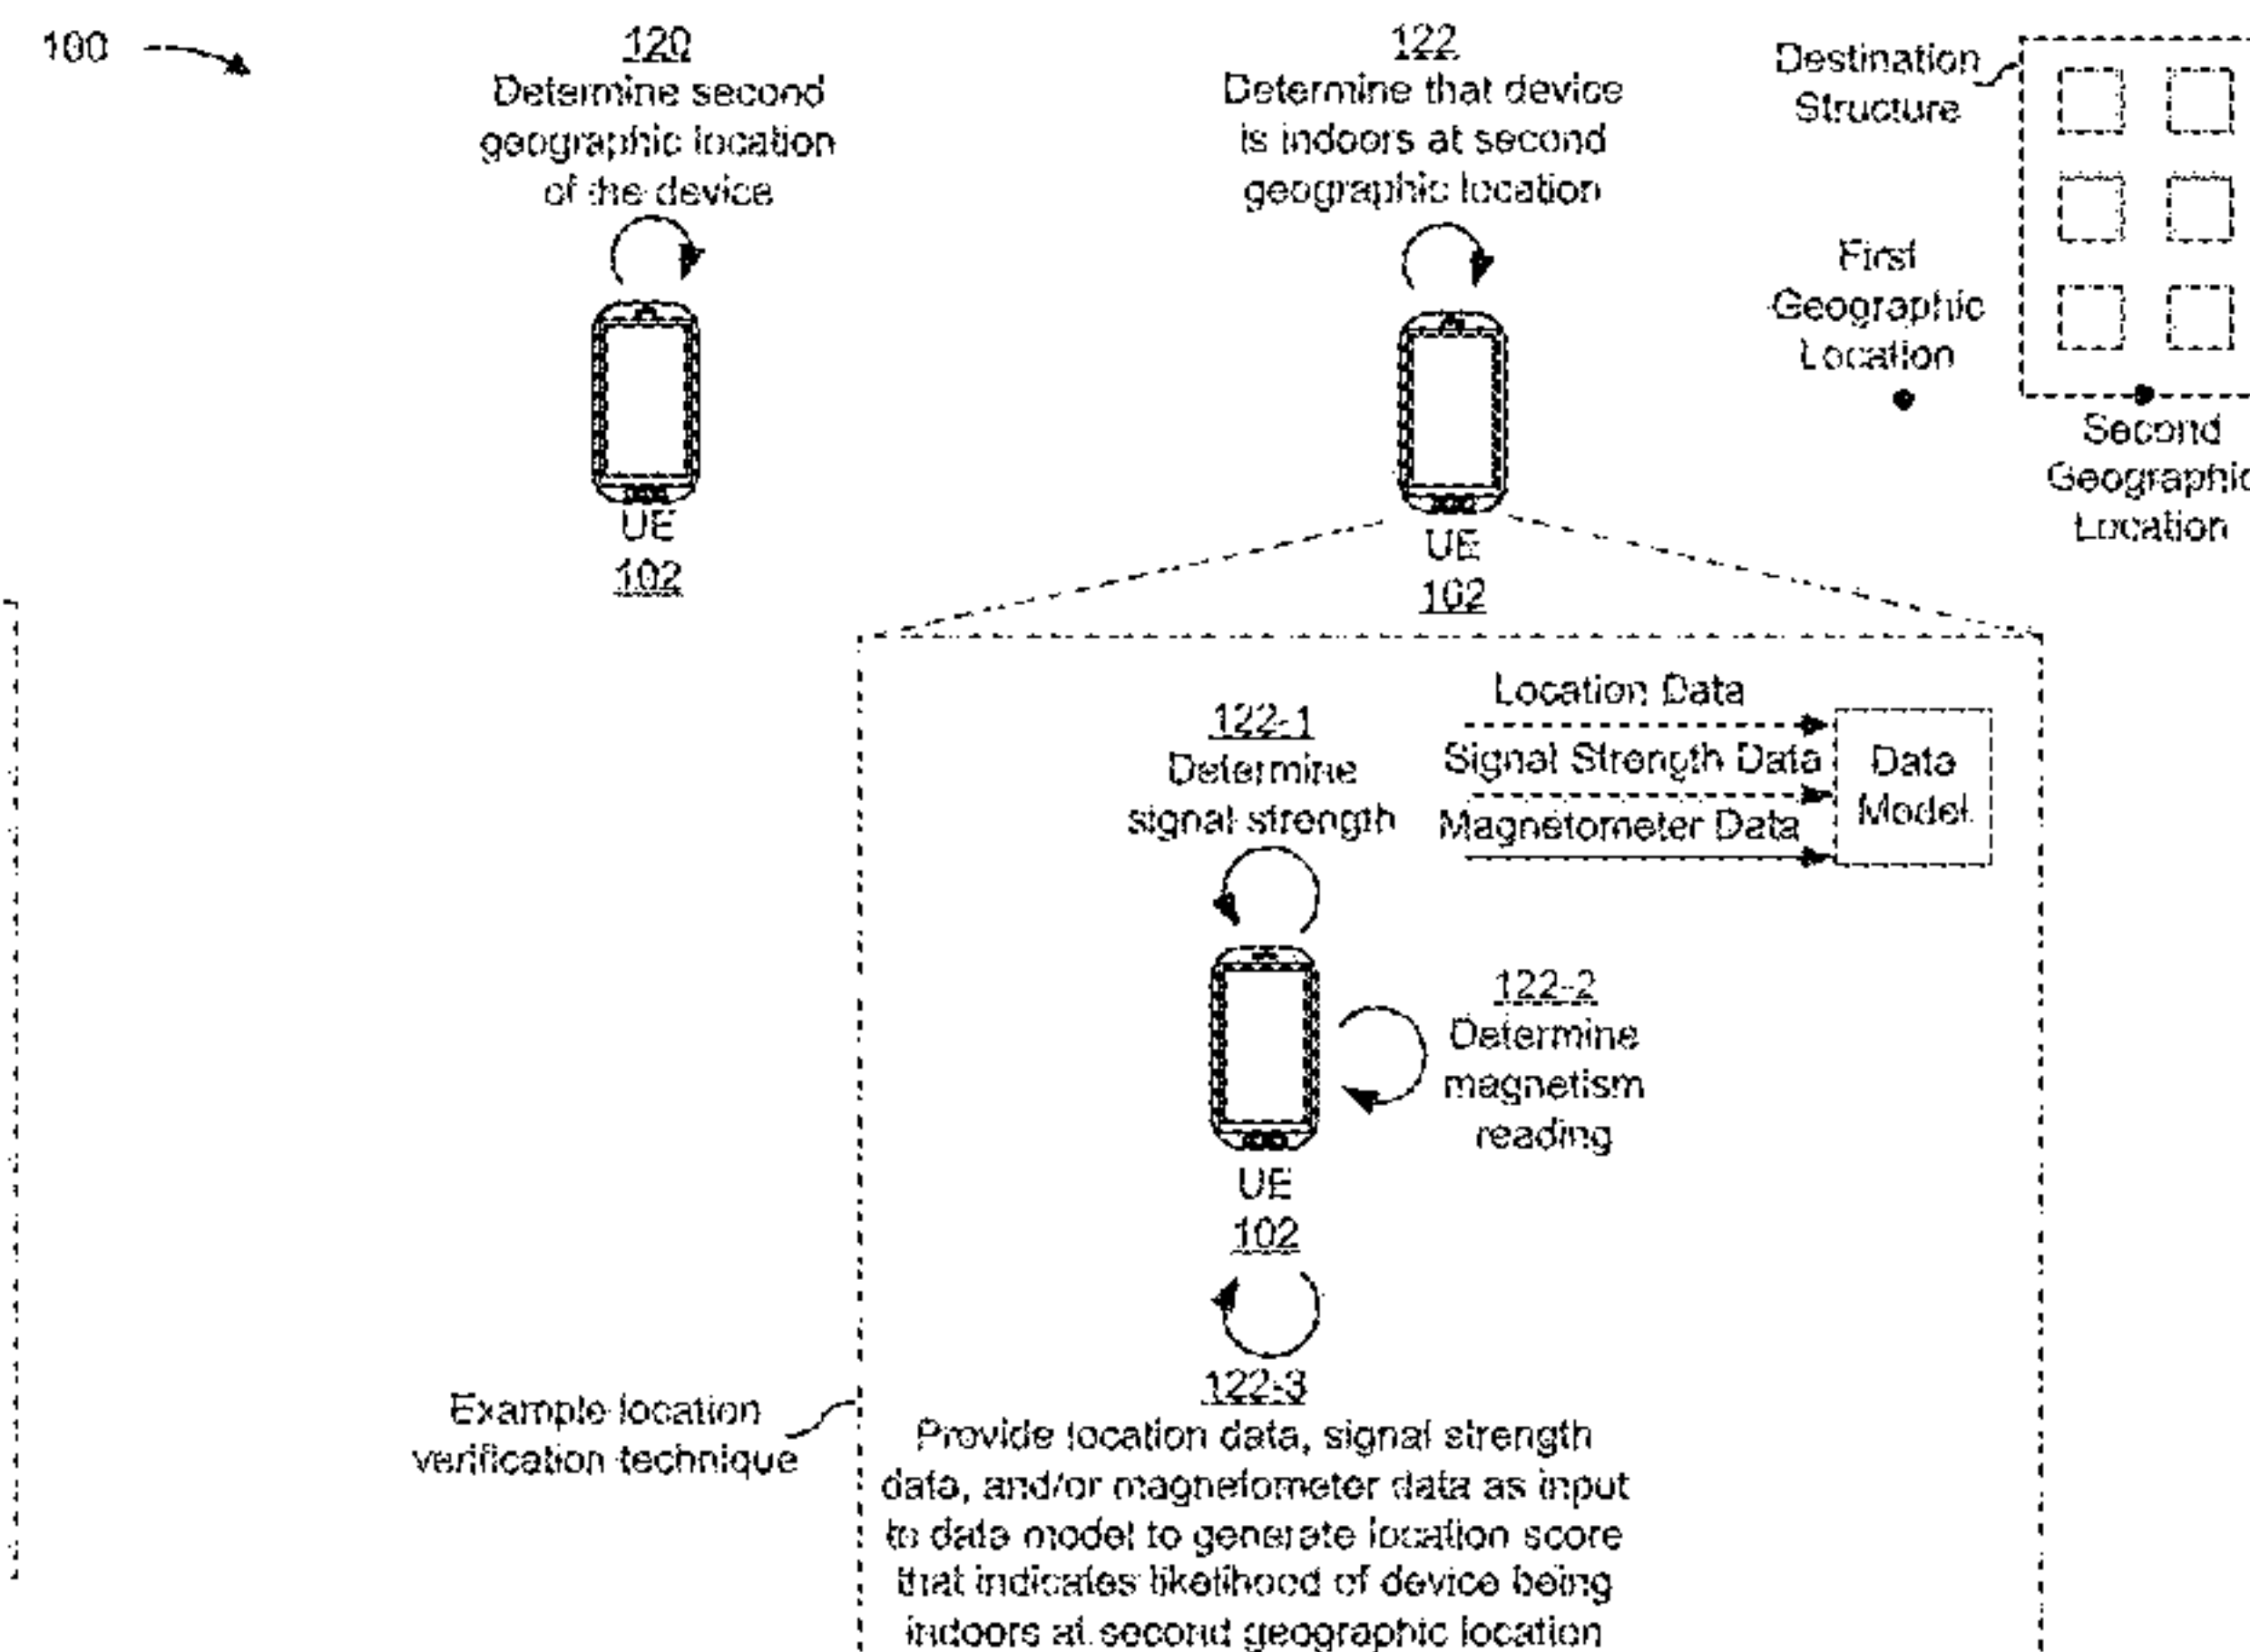 100
120
Determine second
geographic location
of the device
UE
102
122
Determine that device
is indoors at second
geographic location
UE
102
Destination
Structure
First
Geographic
Location
Second
Geographic
Location
122-1
Determine
signal strength
Location Data
Signal Strength Data
Magnetometer Data
Data
Model
122-2
Determine
magnetism
reading
UE
102
122-3
Provide location data, signal strength
data, and/or magnetometer data as input
to data model to generate location score
that indicates likelihood of device being
indoors at second geographic location
Example location
verification technique